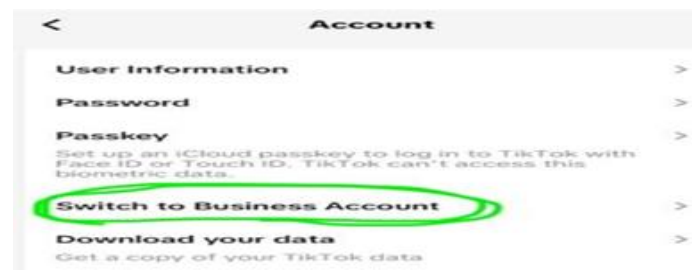 Account
User Information
Password
Passkey
Set up an iCloud passkey to log in to TikTok with
Face ID or Touch ID. TikTok can't access this
biometric data.
Switch to Business Account
Download your data
Get a copy of your TikTok data